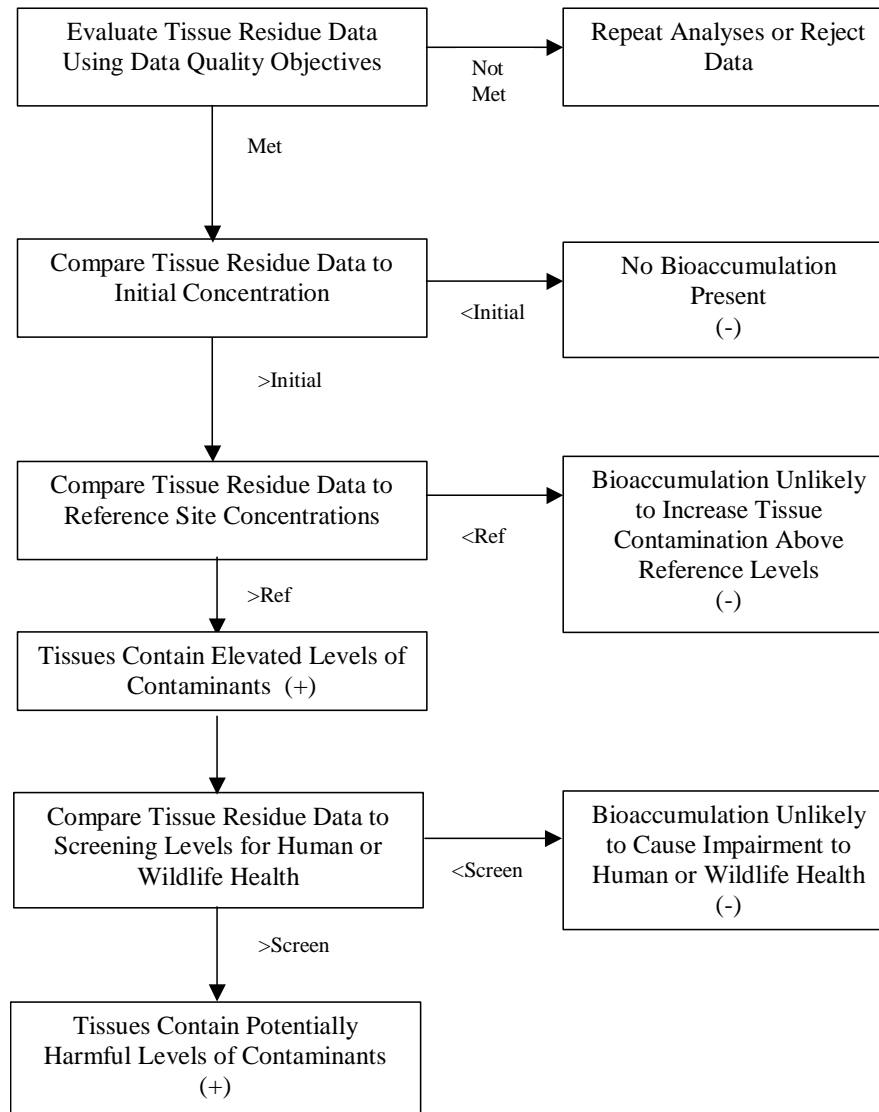 Evaluate Tissue Residue Data
Using Data Quality Objectives
Not
Met
Repeat Analyses or Reject
Data
Met
Compare Tissue Residue Data to
Initial Concentration
<Initial
No Bioaccumulation
Present
(-)
>Initial
Compare Tissue Residue Data to
Reference Site Concentrations
<Ref
Bioaccumulation Unlikely
to Increase Tissue
Contamination Above
Reference Levels
(-)
>Ref
Tissues Contain Elevated Levels of
Contaminants (+)
Compare Tissue Residue Data to
Screening Levels for Human or
Wildlife Health
<Screen
Bioaccumulation Unlikely
to Cause Impairment to
Human or Wildlife Health
(-)
>Screen
Tissues Contain Potentially
Harmful Levels of Contaminants
(+)